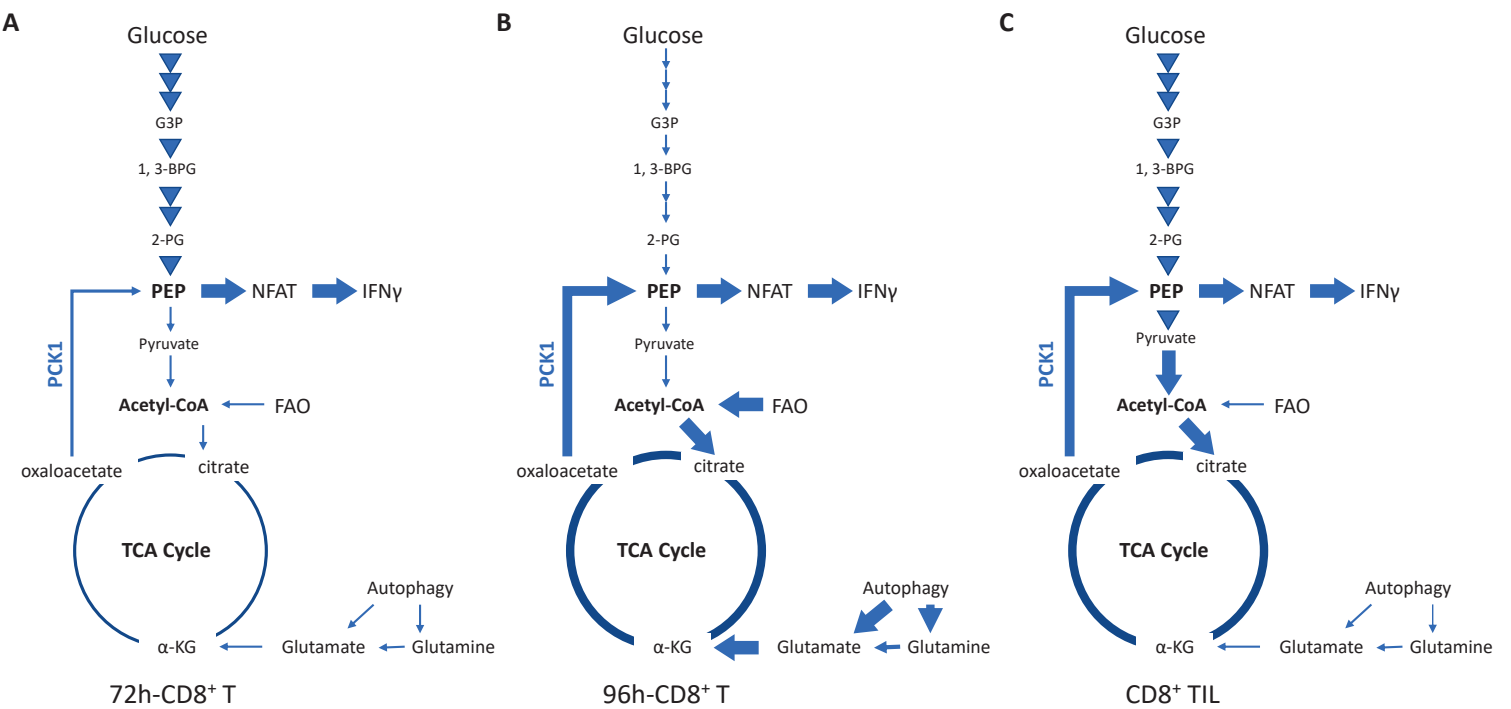 A
Glucose
G3P
1, 3-BPG
2-PG
PEP
NFAT
IFNγ
PCK1
Pyruvate
Acetyl-CoA
FAO
oxaloacetate
citrate
TCA Cycle
Autophagy
α-KG
Glutamate
Glutamine
72h-CD8⁺ T
B
Glucose
G3P
1, 3-BPG
2-PG
PEP
NFAT
IFNγ
PCK1
Pyruvate
Acetyl-CoA
FAO
oxaloacetate
citrate
TCA Cycle
Autophagy
α-KG
Glutamate
Glutamine
96h-CD8⁺ T
C
Glucose
G3P
1, 3-BPG
2-PG
PEP
NFAT
IFNγ
PCK1
Pyruvate
Acetyl-CoA
FAO
oxaloacetate
citrate
TCA Cycle
Autophagy
α-KG
Glutamate
Glutamine
CD8⁺ TIL